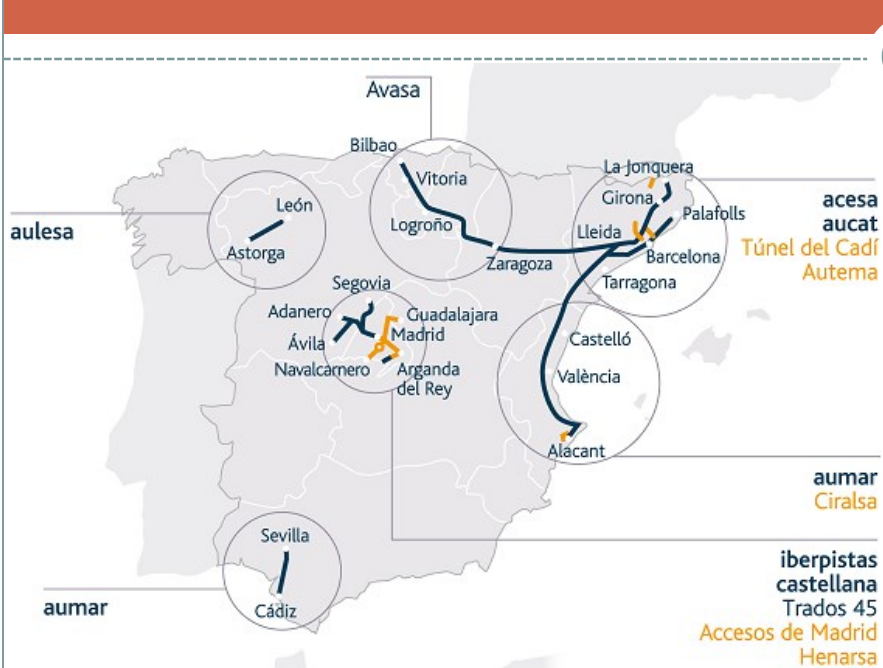 Avasa
Bilbao
Vitoria
Logroño
Zaragoza
La Jonquera
Girona
Palafolls
Lleida
Barcelona
Tarragona
acesa
aucat
Túnel del Cadí
Autema
León
Astorga
aulesa
Segovia
Adanero
Guadalajara
Ávila
Madrid
Navalcarnero
Arganda
del Rey
Castelló
València
Alacant
aumar
Ciralsa
Sevilla
Cádiz
aumar
iberpistas
castellana
Trados 45
Accesos de Madrid
Henarsa